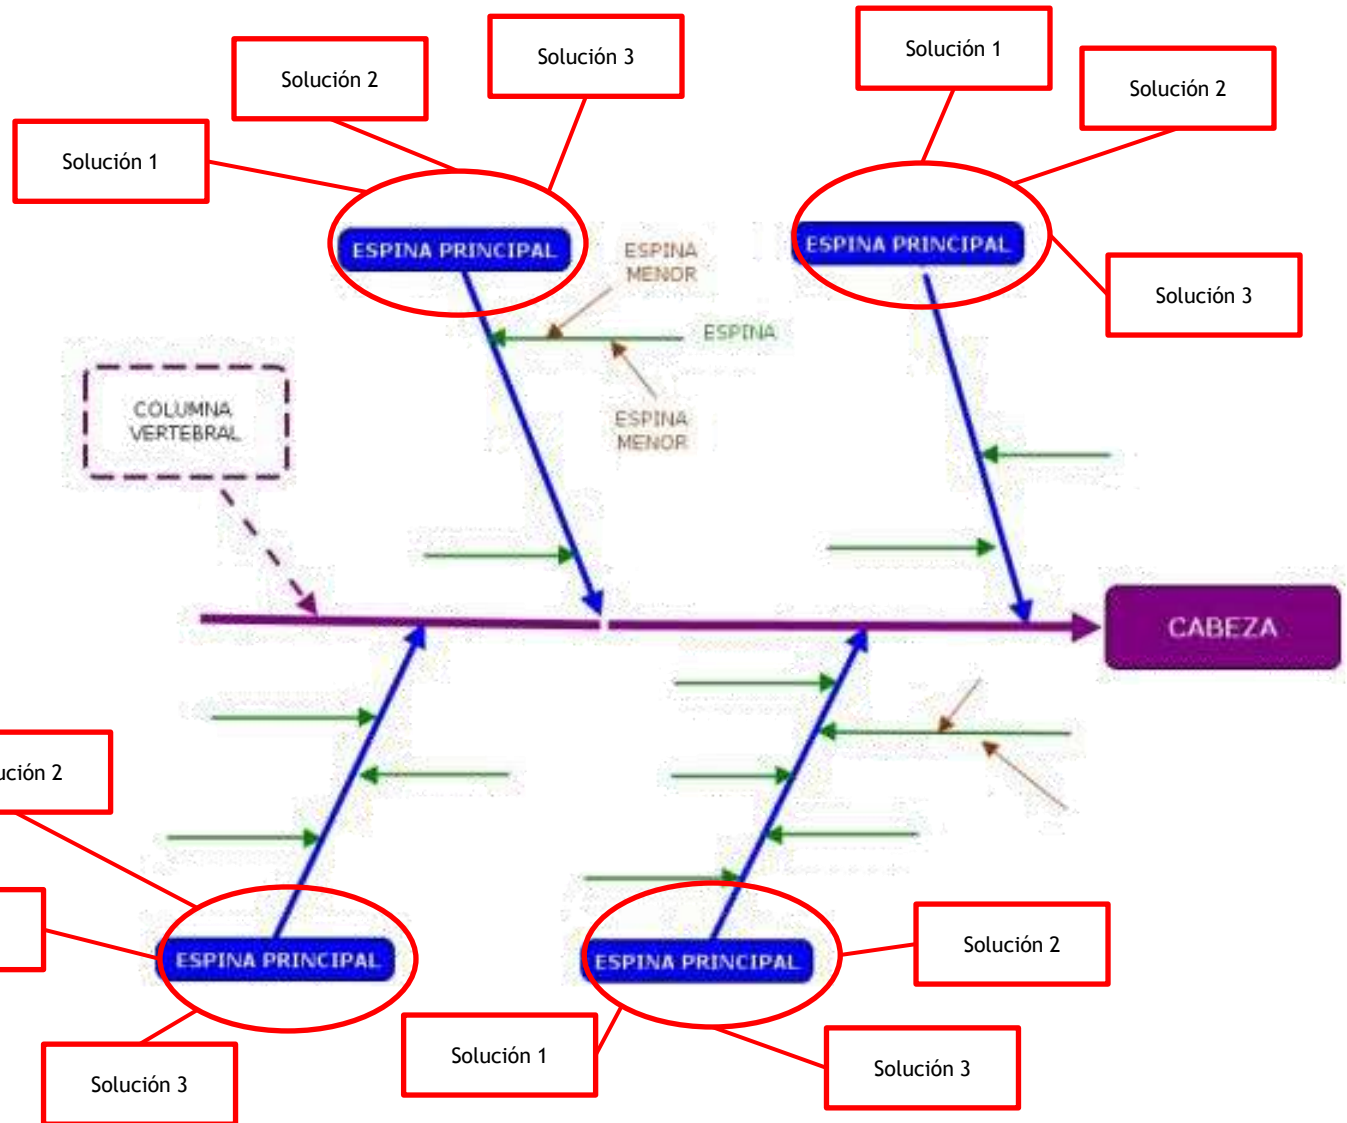 Solución 1
Solución 2
Solución 3
Solución 1
Solución 2
Solución 3
ESPINA PRINCIPAL
ESPINA PRINCIPAL
ESPINA
MENOR
ESPINA
ESPINA
MENOR
COLUMNA
VERTEBRAL
CABEZA
ución 2
ESPINA PRINCIPAL
ESPINA PRINCIPAL
Solución 2
Solución 1
Solución 3
Solución 3